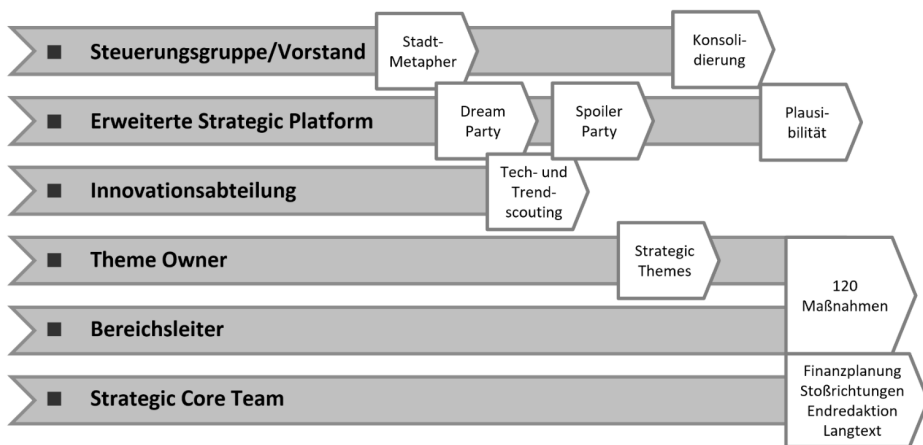 Steuerungsgruppe/Vorstand
Stadt-
Metapher
Konsoli-
dierung
Erweiterte Strategic Platform
Dream
Party
Spoiler
Party
Plausi-
bilität
Innovationsabteilung
Tech- und
Trend-
scouting
Theme Owner
Strategic
Themes
120
Maßnahmen
Bereichsleiter
Strategic Core Team
Finanzplanung
Stoßrichtungen
Endredaktion
Langtext